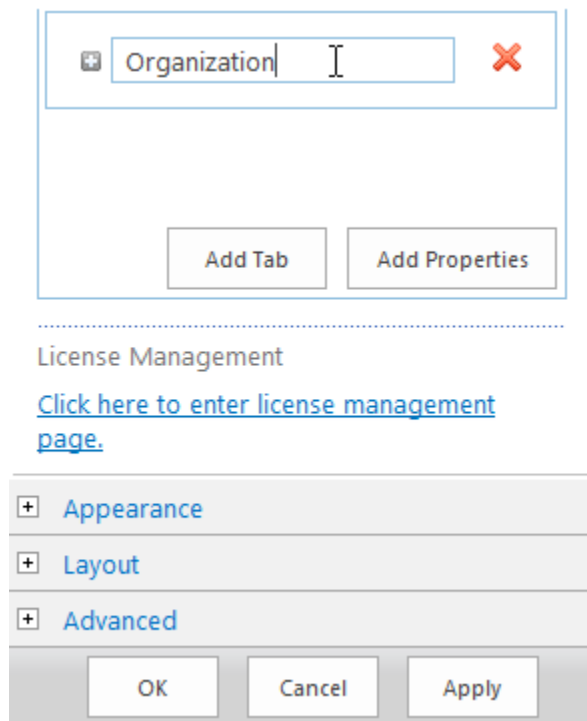 Organization
Add Tab
Add Properties
License Management
Click here to enter license management
page.
Appearance
Layout
Advanced
OK
Cancel
Apply